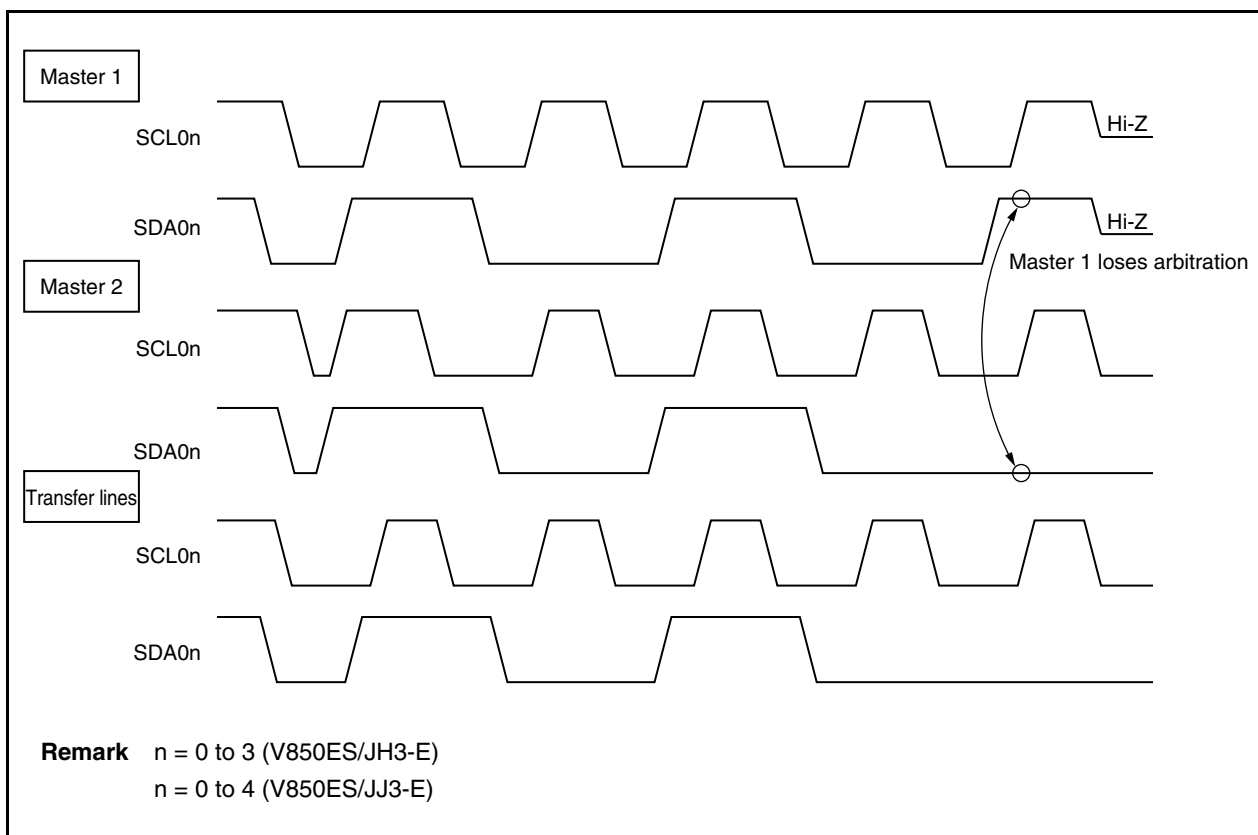 Master 1
SCL0n
Hi-Z
SDA0n
Hi-Z
Master 1 loses arbitration
Master 2
SCL0n
SDA0n
Transfer lines
SCL0n
SDA0n
Remark n = 0 to 3 (V850ES/JH3-E)
n = 0 to 4 (V850ES/JJ3-E)